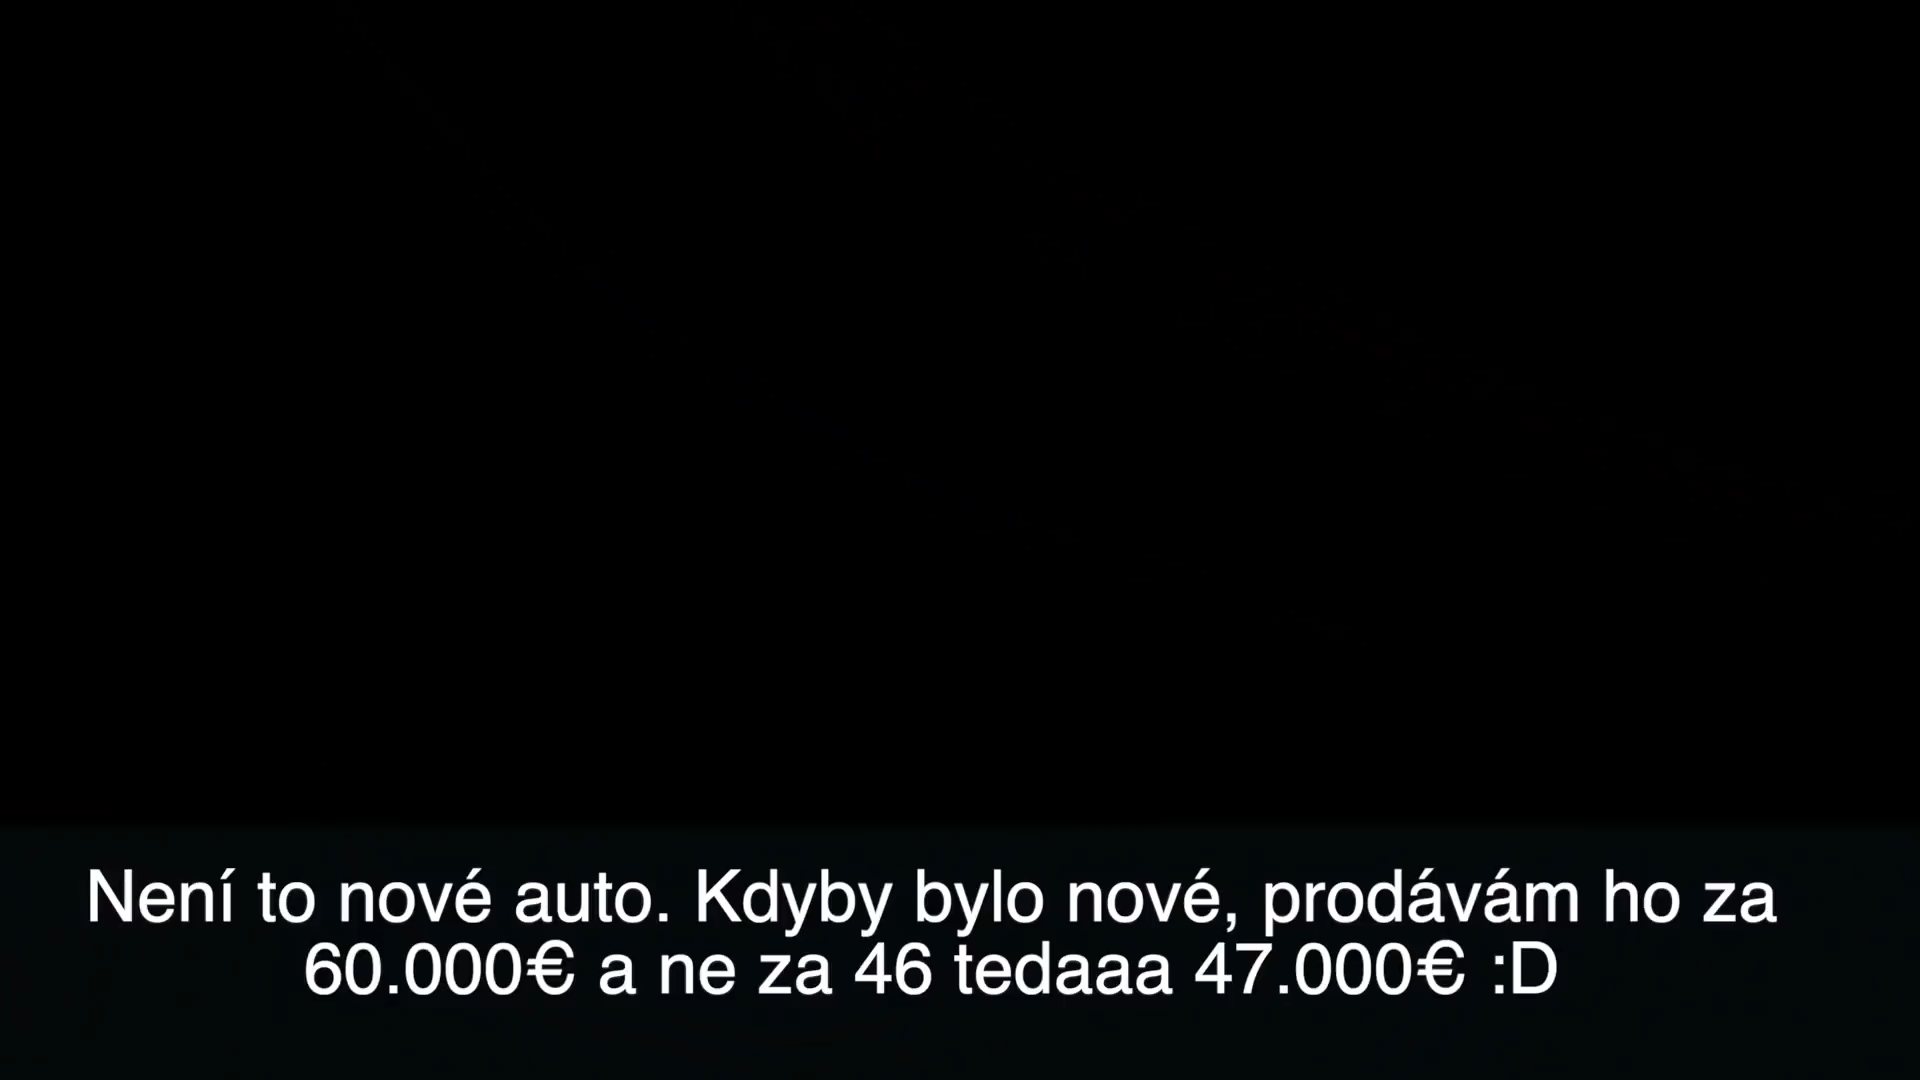 Není to nové auto. Kdyby bylo nové, prodávám ho za
60.000€ a ne za 46 tedaaa 47.000€ :D